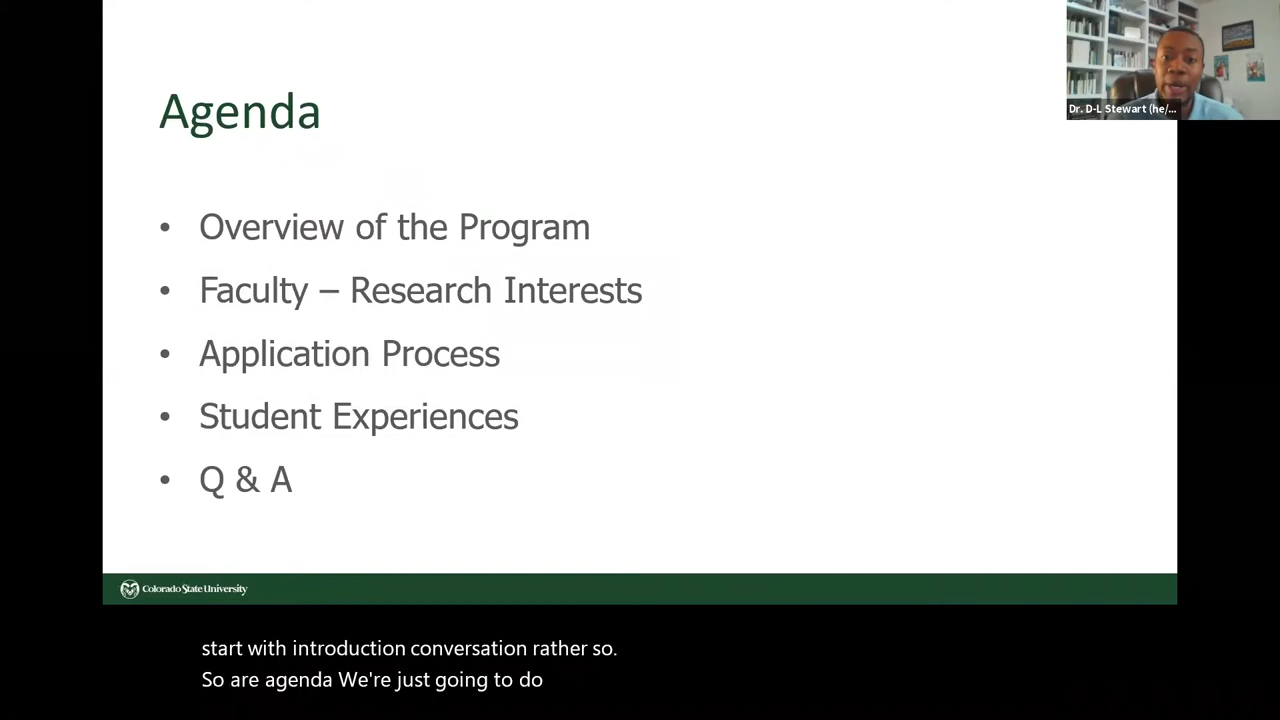 Agenda
Dr. D-L Stewart (he/...
• Overview of the Program
• Faculty – Research Interests
• Application Process
• Student Experiences
• Q & A
Colorado State University
start with introduction conversation rather so.
So are agenda We're just going to do